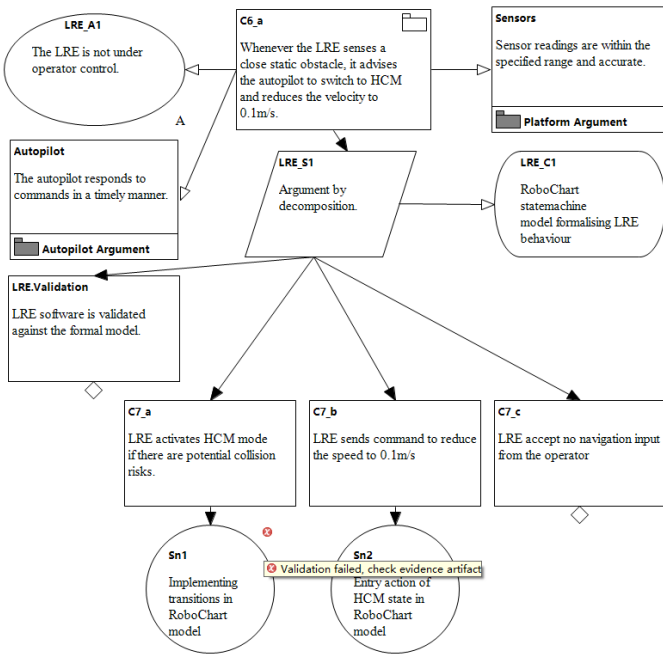 LRE_A1
The LRE is not under
operator control.
A
C6_a
Whenever the LRE senses a
close static obstacle, it advises
the autopilot to switch to HCM
and reduces the velocity to
0.1m/s.
Sensors
Sensor readings are within the
specified range and accurate.
Platform Argument
Autopilot
The autopilot responds to
commands in a timely manner.
Autopilot Argument
LRE_S1
Argument by
decomposition.
LRE_C1
RoboChart
statemachine
model formalising LRE
behaviour
LRE.Validation
LRE software is validated
against the formal model.
C7_a
LRE activates HCM mode
if there are potential collision
risks.
C7_b
LRE sends command to reduce
the speed to 0.1m/s
C7_c
LRE accept no navigation input
from the operator
Sn1
Implementing
transitions in
RoboChart
model
Sn2
Validation failed, check evidence artifact
Entry action of
HCM state in
RoboChart
model